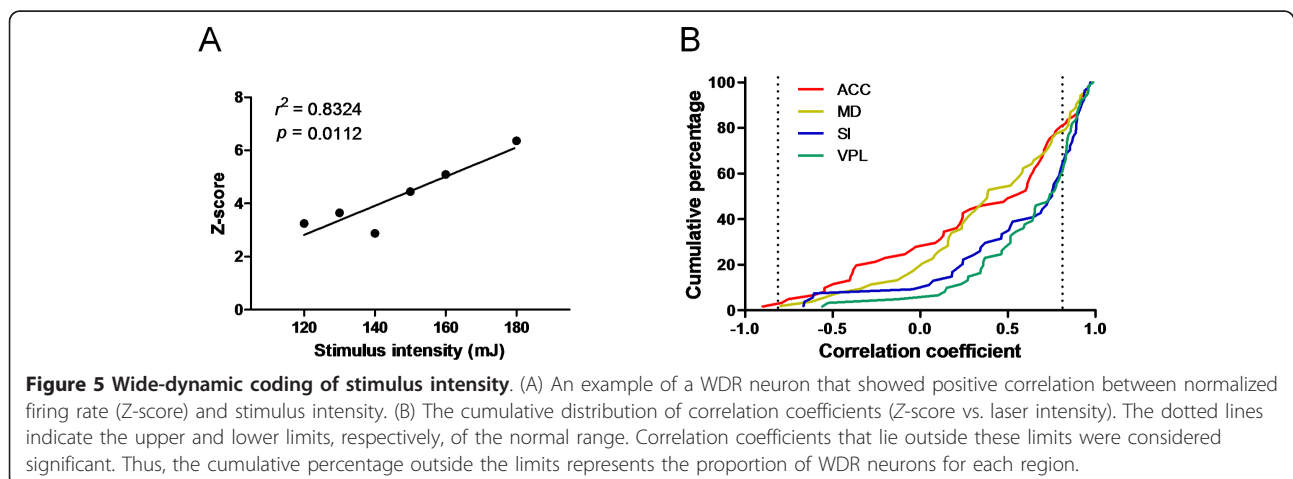 A
B
r² = 0.8324
p = 0.0112
Z-score
8
6
4
2
0
120 140 160 180
Stimulus intensity (mJ)
ACC
MD
SI
VPL
Cumulative percentage
100
80
60
40
20
0
-1.0 -0.5 0.0 0.5 1.0
Correlation coefficient
Figure 5 Wide-dynamic coding of stimulus intensity. (A) An example of a WDR neuron that showed positive correlation between normalized
firing rate (Z-score) and stimulus intensity. (B) The cumulative distribution of correlation coefficients (Z-score vs. laser intensity). The dotted lines
indicate the upper and lower limits, respectively, of the normal range. Correlation coefficients that lie outside these limits were considered
significant. Thus, the cumulative percentage outside the limits represents the proportion of WDR neurons for each region.